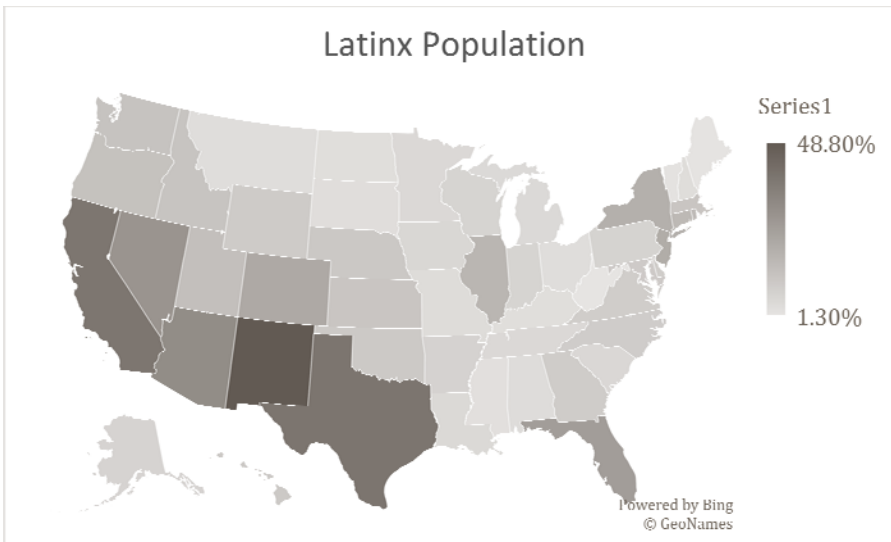 Latinx Population
Series1
48.80%
1.30%
Powered by Bing
© GeoNames